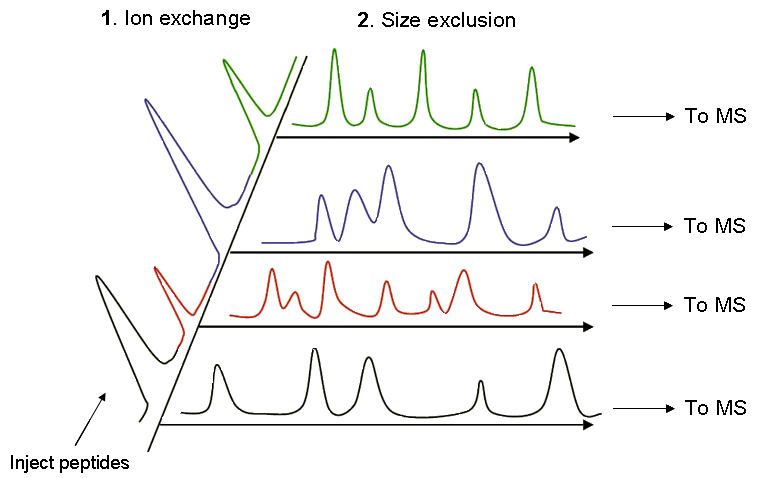 1. Ion exchange
2. Size exclusion
To MS
To MS
To MS
To MS
Inject peptides